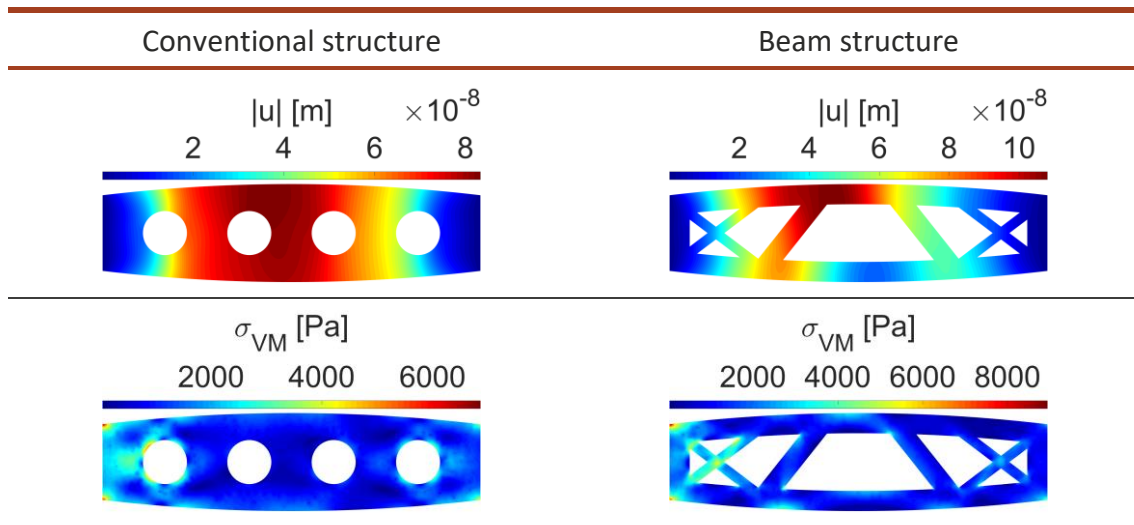 Conventional structure Beam structure
|u| [m] ×10⁻⁸ |u| [m] ×10⁻⁸
2 4 6 8 2 4 6 8 10
σ_VM [Pa] σ_VM [Pa]
2000 4000 6000 2000 4000 6000 8000